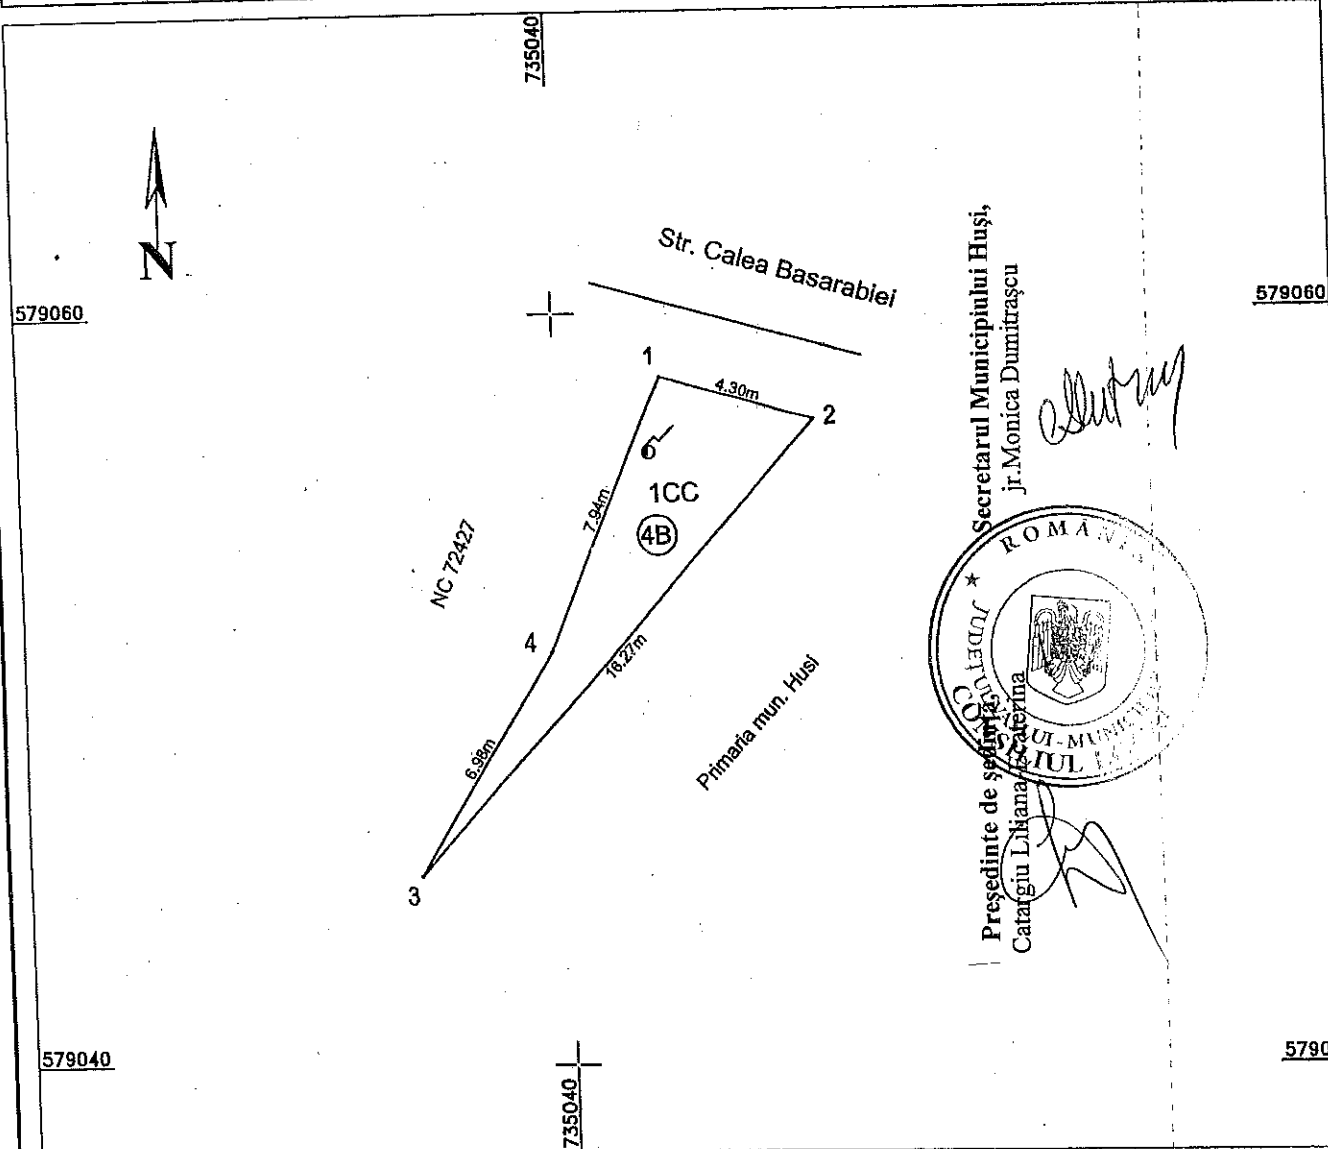 735040
N
579060
579060
Str. Calea Basarabiei
1
4.30m
2
6
1CC
4B
7.94m
NC 72427
4
16.27m
Primaria mun. Husi
6.98m
3
Secretarul Municipiului Huşi,
jr.Monica Dumitraşcu
ROMÂNIA
JUDEŢUL
CONSILIUL
Preşedinte de şedinţă,
Catargiu Liliana Ecaterina
579040
5790
735040